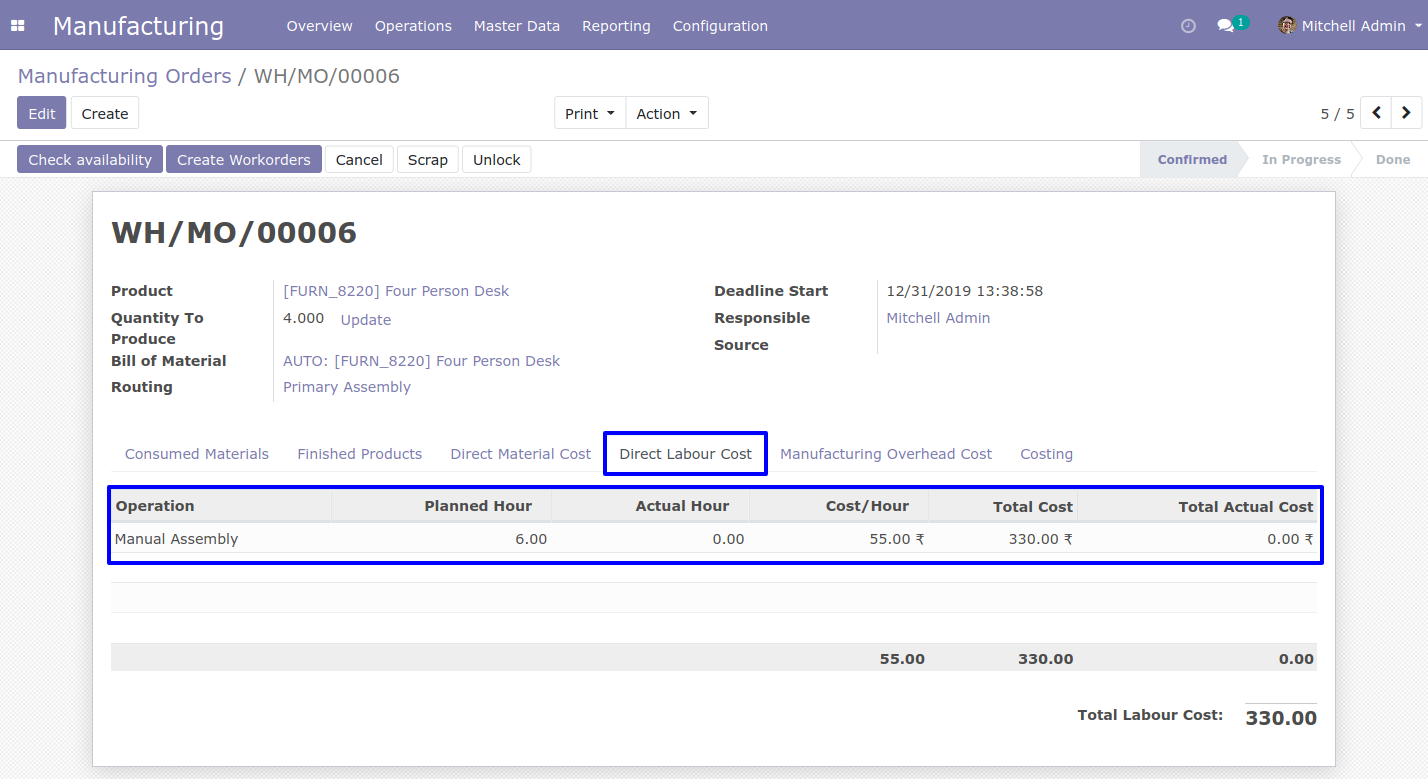 Manufacturing Overview Operations Master Data Reporting Configuration 1 Mitchell Admin
Manufacturing Orders / WH/MO/00006
Edit Create Print Action 5 / 5
Check availability Create Workorders Cancel Scrap Unlock Confirmed In Progress Done
WH/MO/00006
Product [FURN_8220] Four Person Desk Deadline Start 12/31/2019 13:38:58
Quantity To 4.000 Update Responsible Mitchell Admin
Produce Source
Bill of Material AUTO: [FURN_8220] Four Person Desk
Routing Primary Assembly
Consumed Materials Finished Products Direct Material Cost Direct Labour Cost Manufacturing Overhead Cost Costing
Operation Planned Hour Actual Hour Cost/Hour Total Cost Total Actual Cost
Manual Assembly 6.00 0.00 55.00 ₹ 330.00 ₹ 0.00 ₹
55.00 330.00 0.00
Total Labour Cost: 330.00